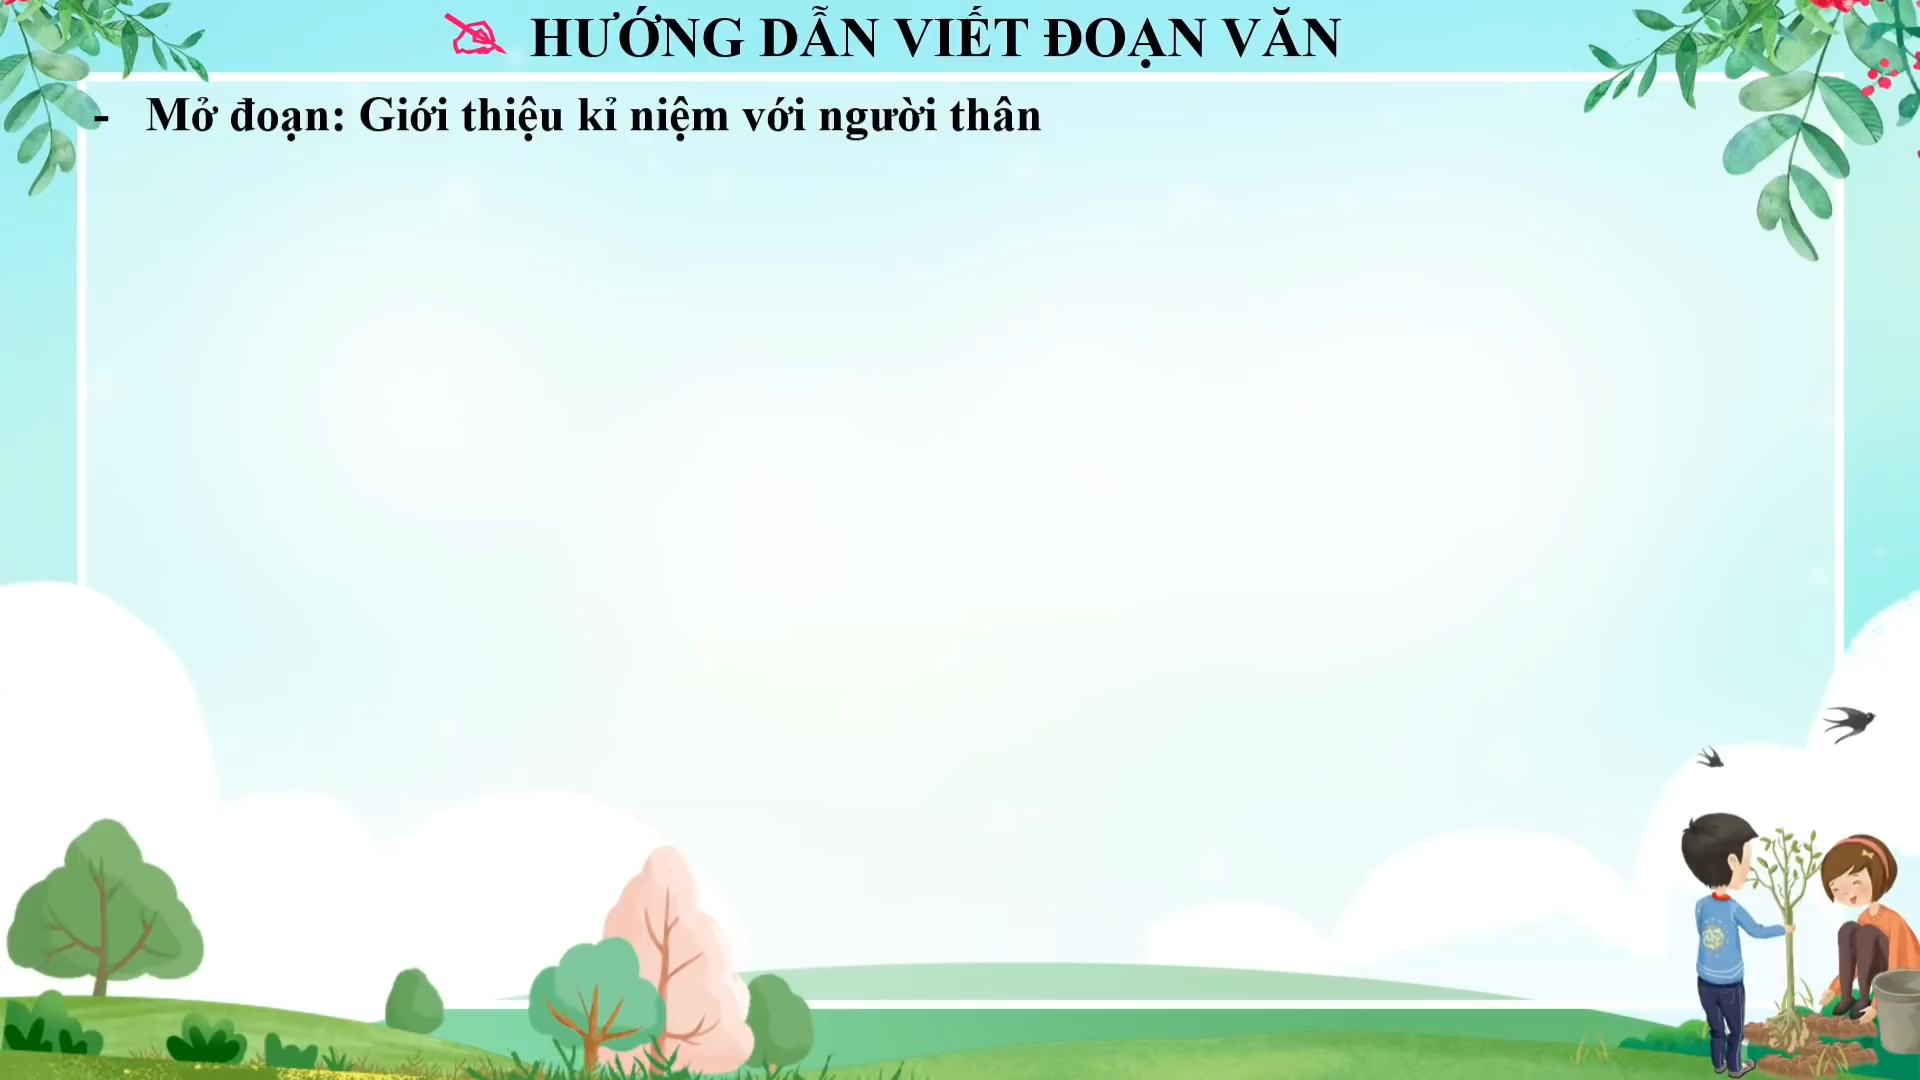 HƯỚNG DẪN VIẾT ĐOẠN VĂN
- Mở đoạn: Giới thiệu kỉ niệm với người thân